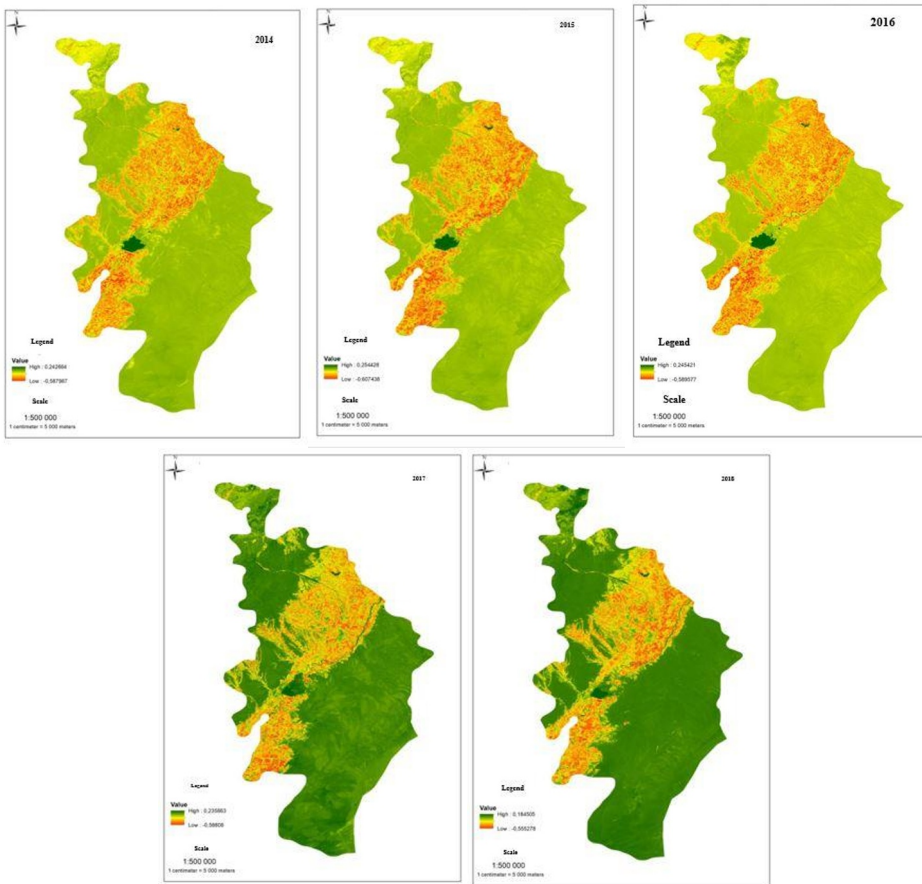 2014
Legend
Value
High : 0.242884
Low : -0.587987
Scale
1:500 000
1 centimeter = 5 000 meters
2015
Legend
Value
High : 0.254428
Low : -0.607438
Scale
1:500 000
1 centimeter = 5 000 meters
2016
Legend
Value
High : 0.245421
Low : -0.589577
Scale
1:500 000
1 centimeter = 5 000 meters
2017
Legend
Value
High : 0.235863
Low : -0.58808
Scale
1:500 000
1 centimeter = 5 000 meters
2018
Legend
Value
High : 0.184505
Low : -0.555278
Scale
1:500 000
1 centimeter = 5 000 meters